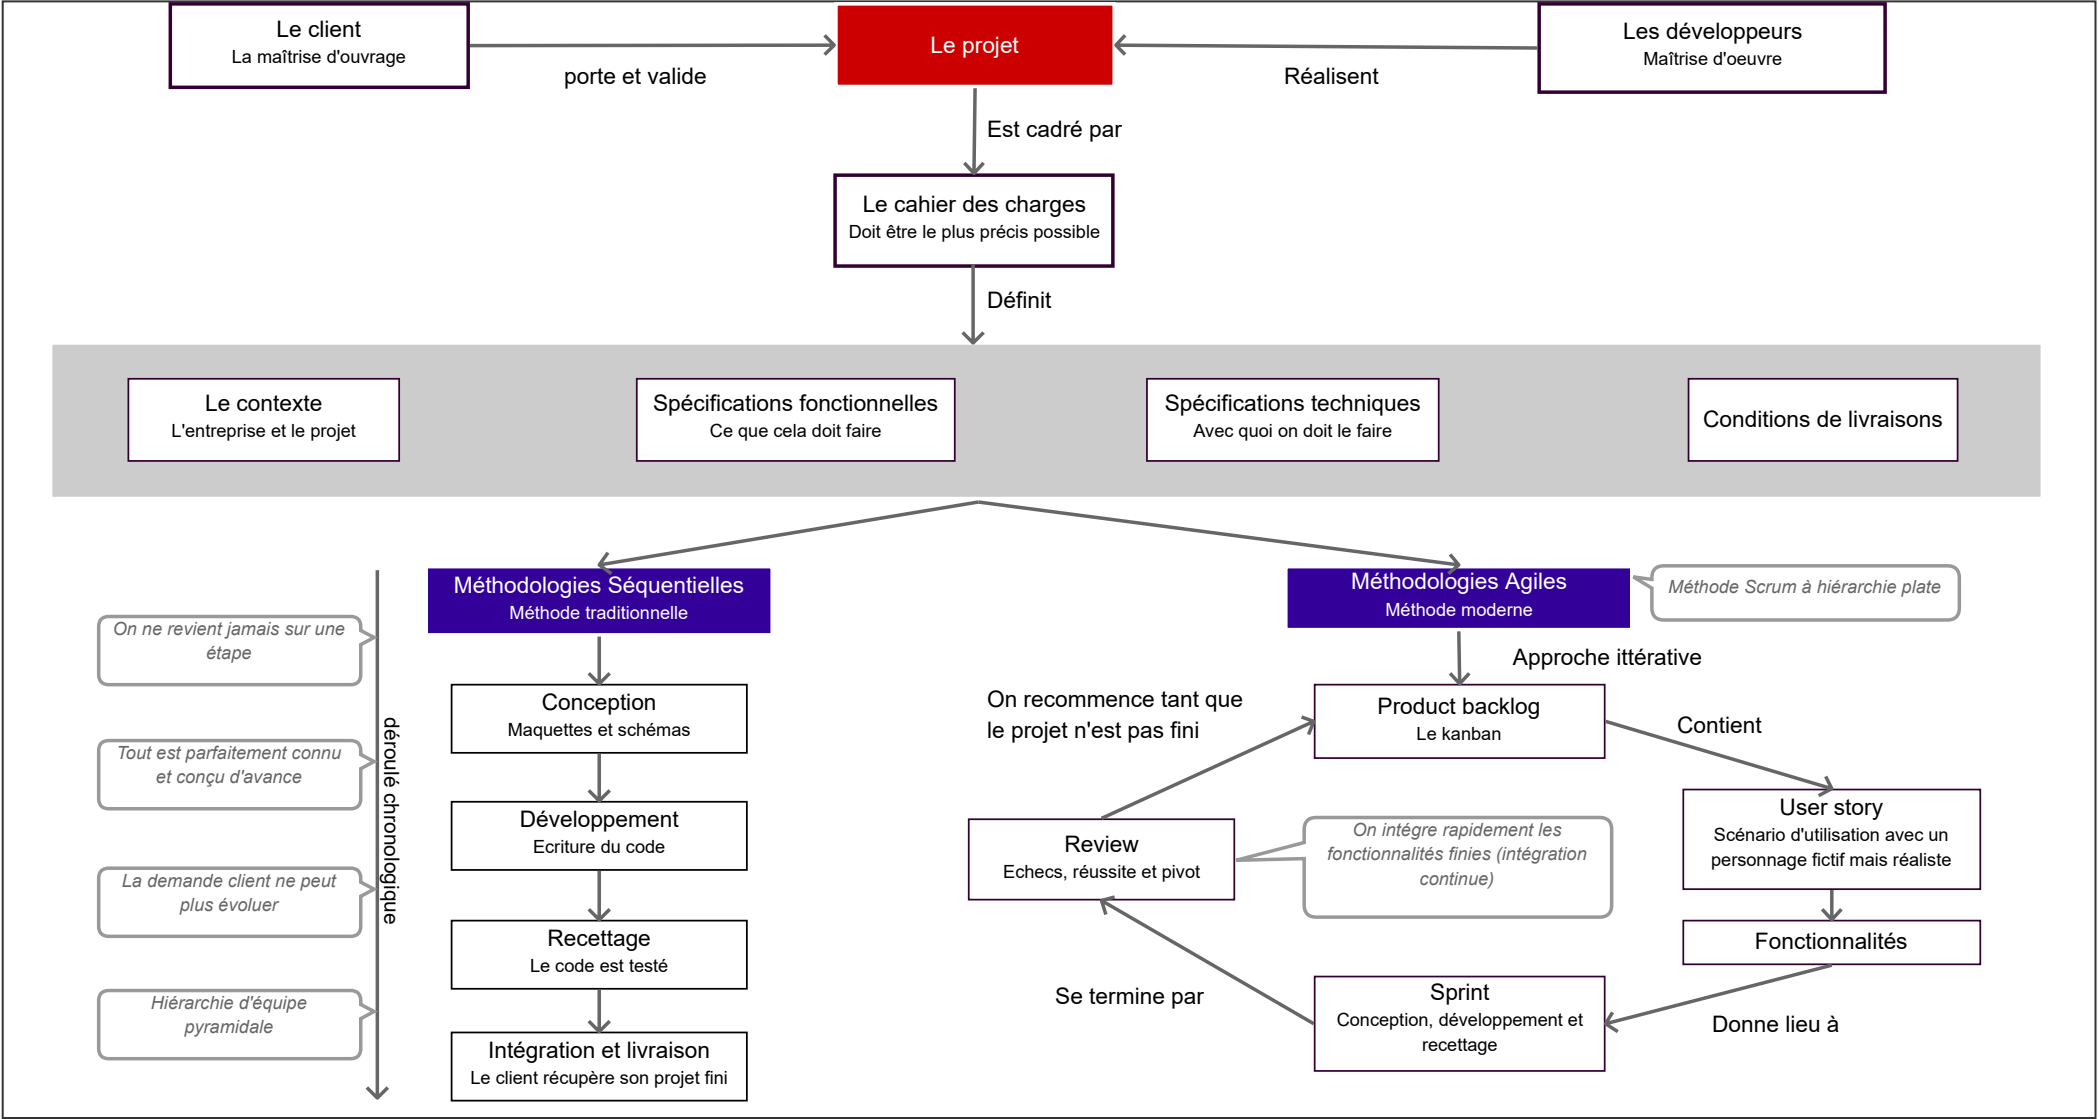 Le client
La maîtrise d'ouvrage
porte et valide
Le projet
Réalisent
Les développeurs
Maîtrise d'oeuvre
Est cadré par
Le cahier des charges
Doit être le plus précis possible
Définit
Le contexte
L'entreprise et le projet
Spécifications fonctionnelles
Ce que cela doit faire
Spécifications techniques
Avec quoi on doit le faire
Conditions de livraisons
Méthodologies Séquentielles
Méthode traditionnelle
déroulé chronologique
On ne revient jamais sur une
étape
Tout est parfaitement connu
et conçu d'avance
La demande client ne peut
plus évoluer
Hiérarchie d'équipe
pyramidale
Conception
Maquettes et schémas
Développement
Ecriture du code
Recettage
Le code est testé
Intégration et livraison
Le client récupère son projet fini
Méthodologies Agiles
Méthode moderne
Méthode Scrum à hiérarchie plate
Approche ittérative
Product backlog
Le kanban
Contient
User story
Scénario d'utilisation avec un
personnage fictif mais réaliste
Fonctionnalités
Donne lieu à
Sprint
Conception, développement et
recettage
Se termine par
Review
Echecs, réussite et pivot
On intégre rapidement les
fonctionnalités finies (intégration
continue)
On recommence tant que
le projet n'est pas fini